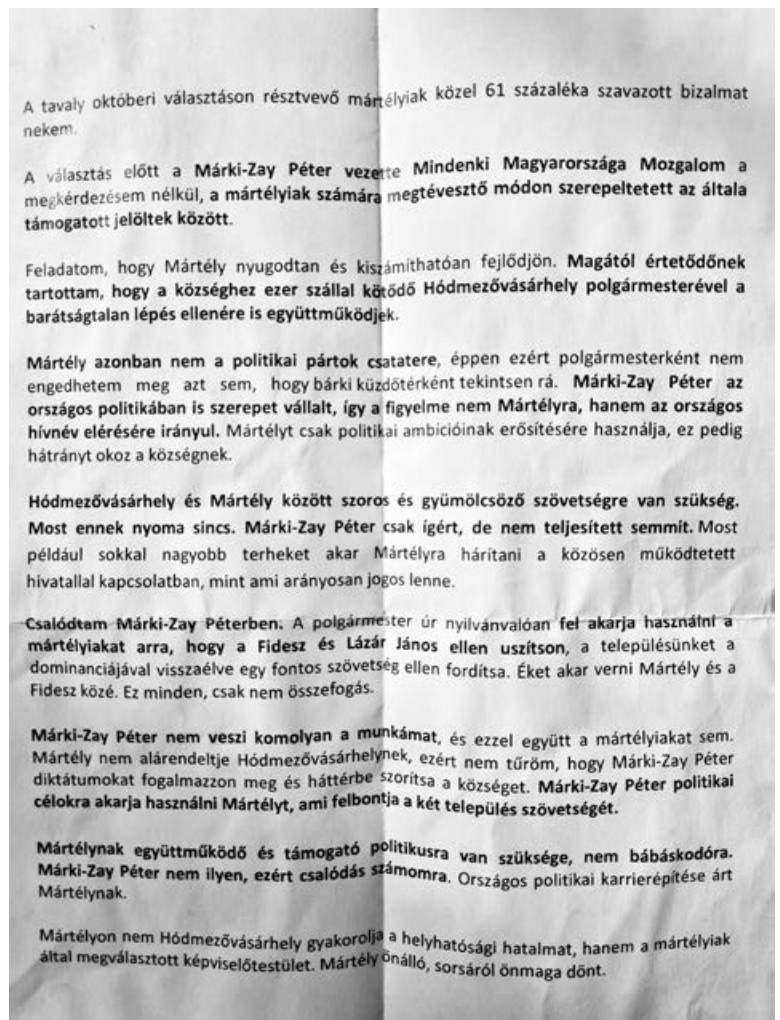 A tavaly októberi választáson résztvevő mártélyiak közel 61 százaléka szavazott bizalmat
nekem.
A választás előtt a Márki-Zay Péter vezette Mindenki Magyarországa Mozgalom a
megkérdezésem nélkül, a mártélyiak számára megtévesztő módon szerepeltetett az általa
támogatott jelöltek között.
Feladatom, hogy Mártély nyugodtan és kiszámíthatóan fejlődjön. Magától értetődőnek
tartottam, hogy a községhez ezer szállal kötődő Hódmezővásárhely polgármesterével a
barátságtalan lépés ellenére is együttműködjek.
Mártély azonban nem a politikai pártok csatatere, éppen ezért polgármesterként nem
engedhetem meg azt sem, hogy bárki küzdőtérként tekintsen rá. Márki-Zay Péter az
országos politikában is szerepet vállalt, így a figyelme nem Mártélyra, hanem az országos
hívnév elérésére irányul. Mártélyt csak politikai ambícióinak erősítésére használja, ez pedig
hátrányt okoz a községnek.
Hódmezővásárhely és Mártély között szoros és gyümölcsöző szövetségre van szükség.
Most ennek nyoma sincs. Márki-Zay Péter csak ígért, de nem teljesített semmit. Most
például sokkal nagyobb terheket akar Mártélyra hárítani a közösen működtetett
hivatallal kapcsolatban, mint ami arányosan jogos lenne.
Csalódtam Márki-Zay Péterben. A polgármester úr nyilvánvalóan fel akarja használni a
mártélyiakat arra, hogy a Fidesz és Lázár János ellen uszítson, a településünket a
dominanciájával visszaélve egy fontos szövetség ellen fordítsa. Éket akar verni Mártély és a
Fidesz közé. Ez minden, csak nem összefogás.
Márki-Zay Péter nem veszi komolyan a munkámat, és ezzel együtt a mártélyiakat sem.
Mártély nem alárendeltje Hódmezővásárhelynek, ezért nem tűröm, hogy Márki-Zay Péter
diktátumokat fogalmazzon meg és háttérbe szorítsa a községet. Márki-Zay Péter politikai
célokra akarja használni Mártélyt, ami felbontja a két település szövetségét.
Mártélynak együttműködő és támogató politikusra van szüksége, nem bábáskodóra.
Márki-Zay Péter nem ilyen, ezért csalódás számomra. Országos politikai karrierépítése árt
Mártélynak.
Mártélyon nem Hódmezővásárhely gyakorolja a helyhatósági hatalmat, hanem a mártélyiak
által megválasztott képviselőtestület. Mártély önálló, sorsáról önmaga dönt.